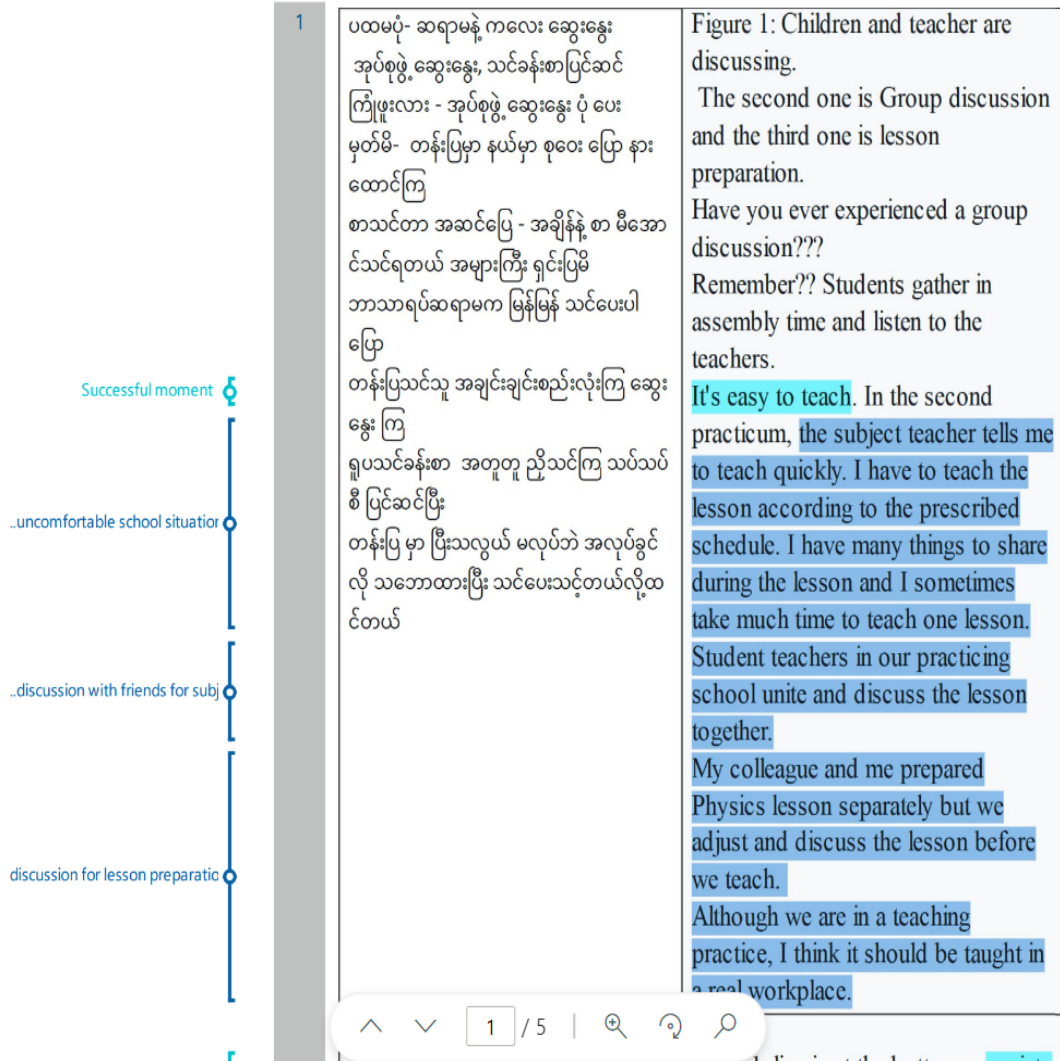 1
ပထမပုံ- ဆရာမနဲ့ ကလေး ဆွေးနွေး
အုပ်စုဖွဲ့ ဆွေးနွေး, သင်ခန်းစာပြင်ဆင်
ကြုံဖူးလား - အုပ်စုဖွဲ့ ဆွေးနွေး ပုံ ပေး
မှတ်မိ- တန်းပြမှာ နယ်မှာ စုဝေး ပြော နား
ထောင်ကြ
စာသင်တာ အဆင်ပြေ - အချိန်နဲ့ စာ မီအော
င်သင်ရတယ် အများကြီး ရှင်းပြမိ
ဘာသာရပ်ဆရာမက မြန်မြန် သင်ပေးပါ
ပြော
တန်းပြသင်သူ အချင်းချင်းစည်းလုံးကြ ဆွေး
နွေး ကြ
ရူပသင်ခန်းစာ အတူတူ ညှိသင်ကြ သပ်သပ်
စီ ပြင်ဆင်ပြီး
တန်းပြ မှာ ပြီးသလွယ် မလုပ်ဘဲ အလုပ်ခွင်
လို သဘောထားပြီး သင်ပေးသင့်တယ်လို့ထ
င်တယ်
Figure 1: Children and teacher are
discussing.
The second one is Group discussion
and the third one is lesson
preparation.
Have you ever experienced a group
discussion???
Remember?? Students gather in
assembly time and listen to the
teachers.
It's easy to teach. In the second
practicum, the subject teacher tells me
to teach quickly. I have to teach the
lesson according to the prescribed
schedule. I have many things to share
during the lesson and I sometimes
take much time to teach one lesson.
Student teachers in our practicing
school unite and discuss the lesson
together.
My colleague and me prepared
Physics lesson separately but we
adjust and discuss the lesson before
we teach.
Although we are in a teaching
practice, I think it should be taught in
a real workplace.
Successful moment
..uncomfortable school situation
..discussion with friends for subj
discussion for lesson preparatio
1 / 5